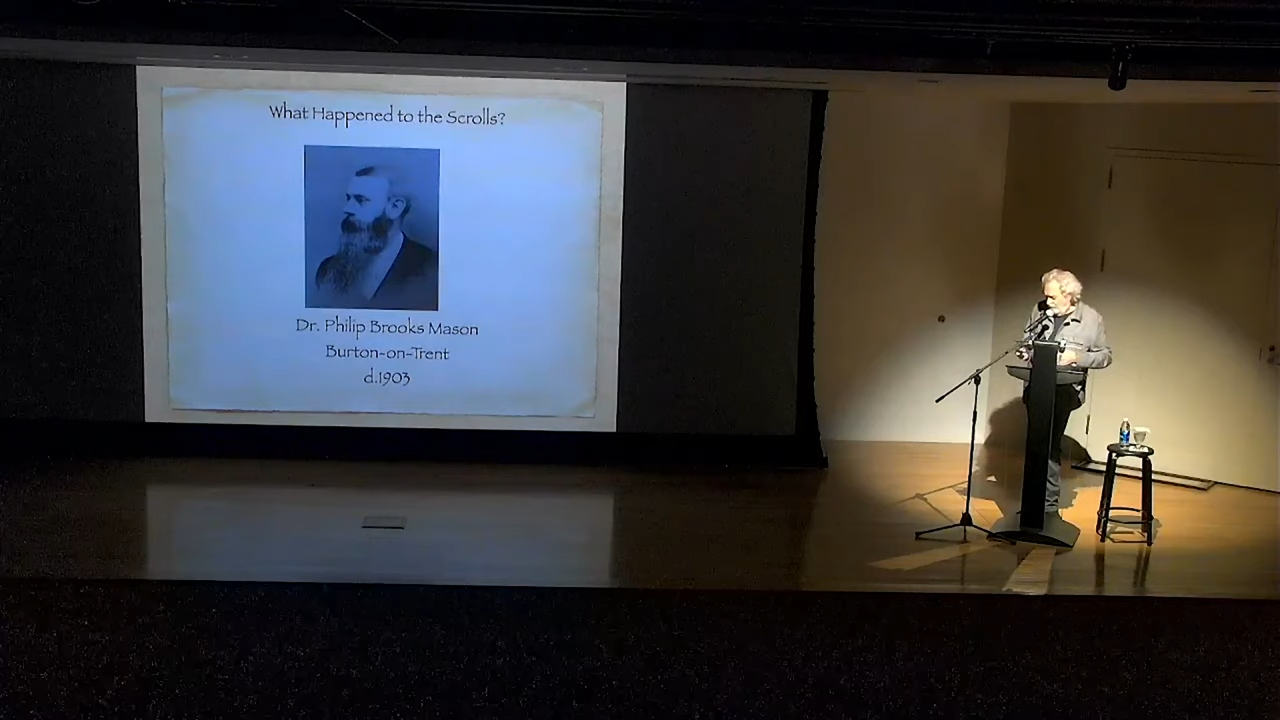 What Happened to the Scrolls?
Dr. Philip Brooks Mason
Burton-on-Trent
d.1903